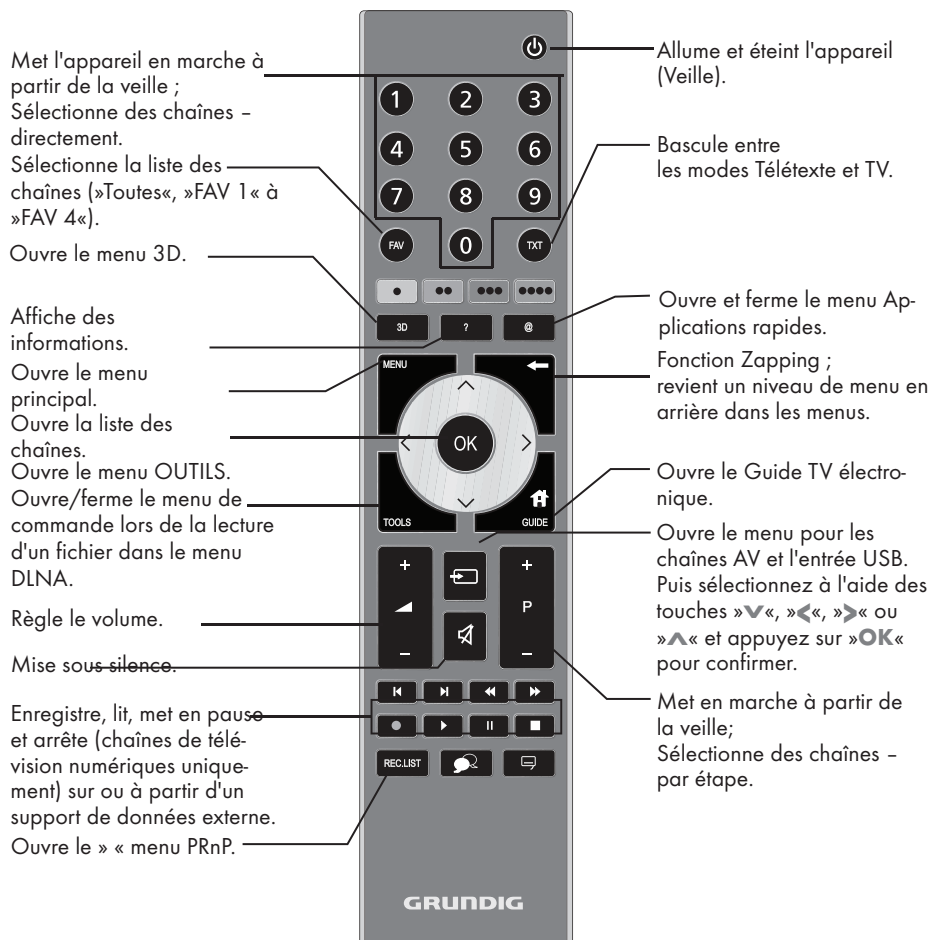 Met l'appareil en marche à
partir de la veille ;
Sélectionne des chaînes –
directement.
Sélectionne la liste des
chaînes (»Toutes«, »FAV 1« à
»FAV 4«).
Ouvre le menu 3D.
Affiche des
informations.
Ouvre le menu
principal.
Ouvre la liste des
chaînes.
Ouvre le menu OUTILS.
Ouvre/ferme le menu de
commande lors de la lecture
d'un fichier dans le menu
DLNA.
Règle le volume.
Mise sous silence.
Enregistre, lit, met en pause
et arrête (chaînes de télé-
vision numériques unique-
ment) sur ou à partir d'un
support de données externe.
Ouvre le » « menu PRnP.
1 2 3
4 5 6
7 8 9
FAV 0 TXT
3D ? @
MENU
OK
TOOLS GUIDE
+ +
P
– –
REC.LIST
GRUNDIG
Allume et éteint l'appareil
(Veille).
Bascule entre
les modes Télétexte et TV.
Ouvre et ferme le menu Ap-
plications rapides.
Fonction Zapping ;
revient un niveau de menu en
arrière dans les menus.
Ouvre le Guide TV électro-
nique.
Ouvre le menu pour les
chaînes AV et l'entrée USB.
Puis sélectionnez à l'aide des
touches »∨«, »<«, »>« ou
»∧« et appuyez sur »OK«
pour confirmer.
Met en marche à partir de
la veille;
Sélectionne des chaînes –
par étape.